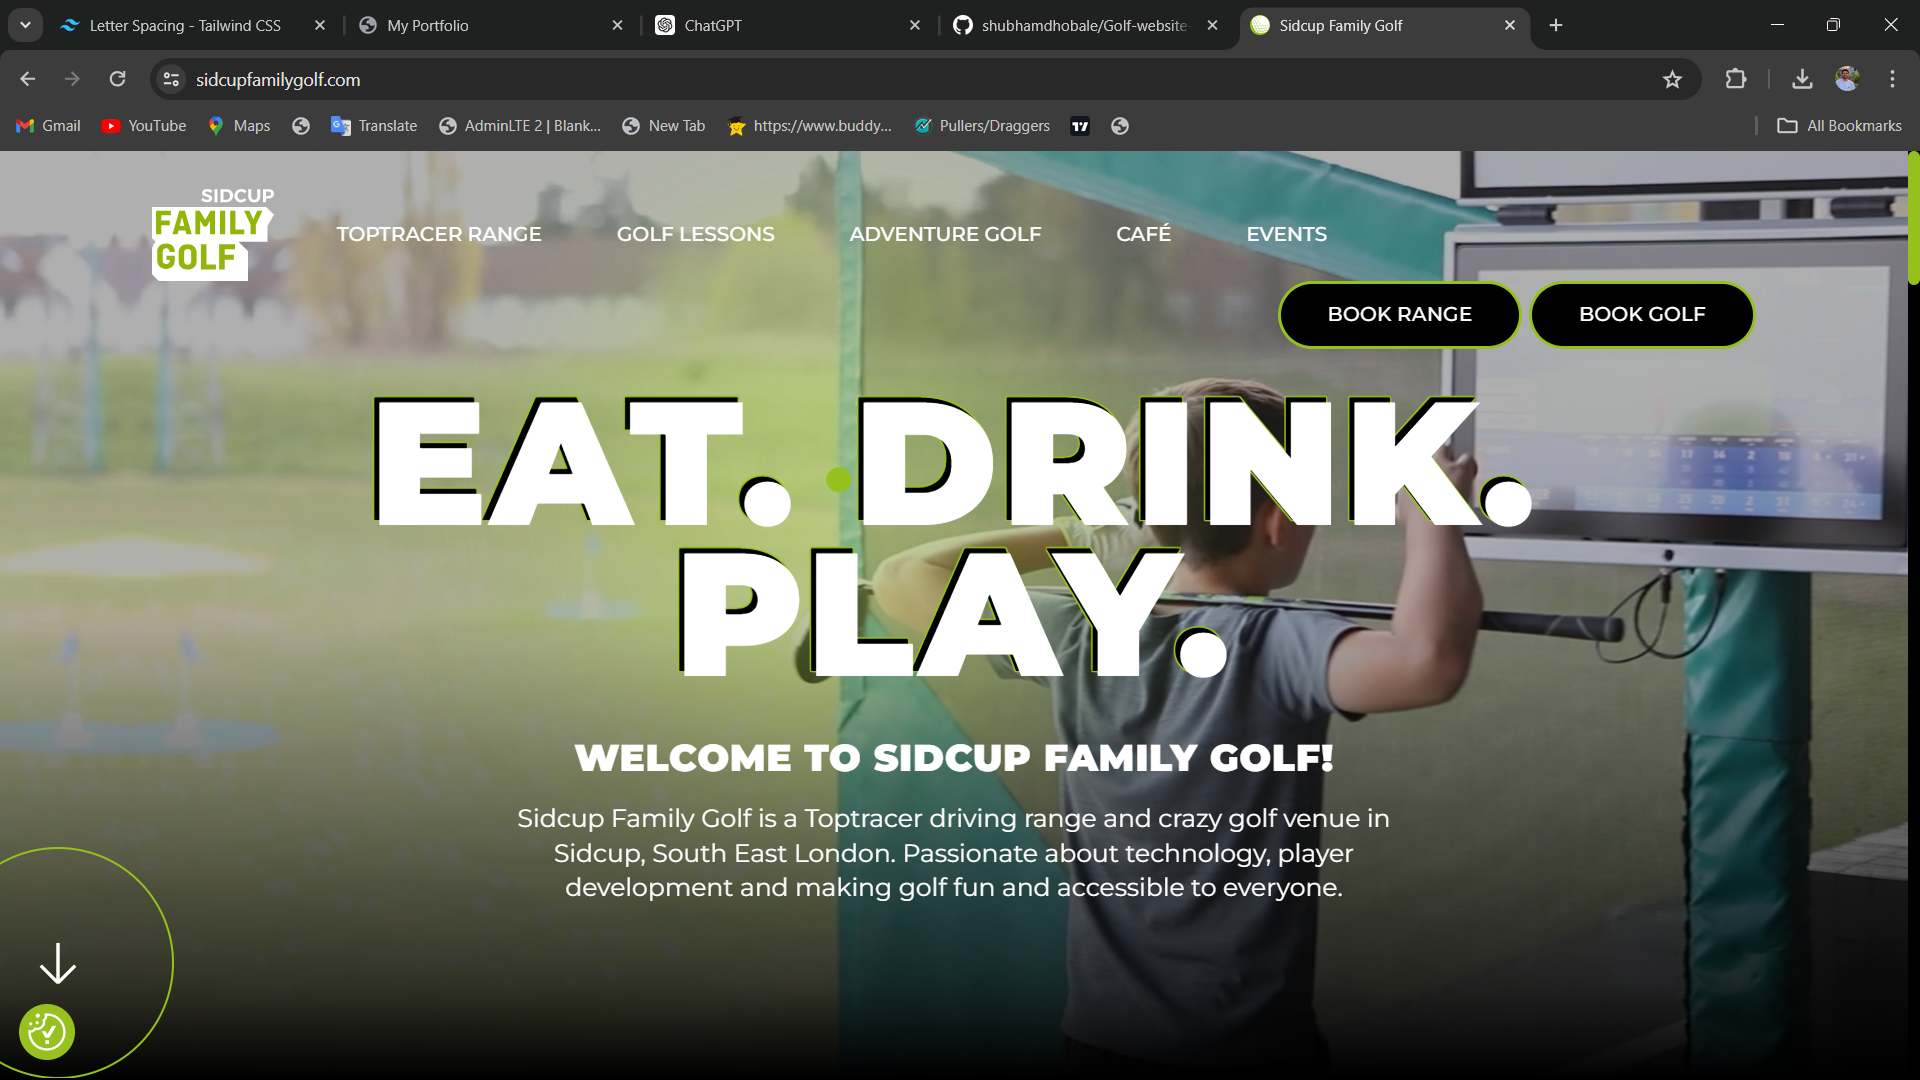 Letter Spacing - Tailwind CSS
My Portfolio
ChatGPT
shubhamdhobale/Golf-website-
Sidcup Family Golf
sidcupfamilygolf.com
Gmail
YouTube
Maps
Translate
AdminLTE 2 | Blank...
New Tab
https://www.buddy...
Pullers/Draggers
All Bookmarks
SIDCUP
FAMILY
GOLF
TOPTRACER RANGE
GOLF LESSONS
ADVENTURE GOLF
CAFÉ
EVENTS
BOOK RANGE
BOOK GOLF
EAT. DRINK.
PLAY.
WELCOME TO SIDCUP FAMILY GOLF!
Sidcup Family Golf is a Toptracer driving range and crazy golf venue in
Sidcup, South East London. Passionate about technology, player
development and making golf fun and accessible to everyone.